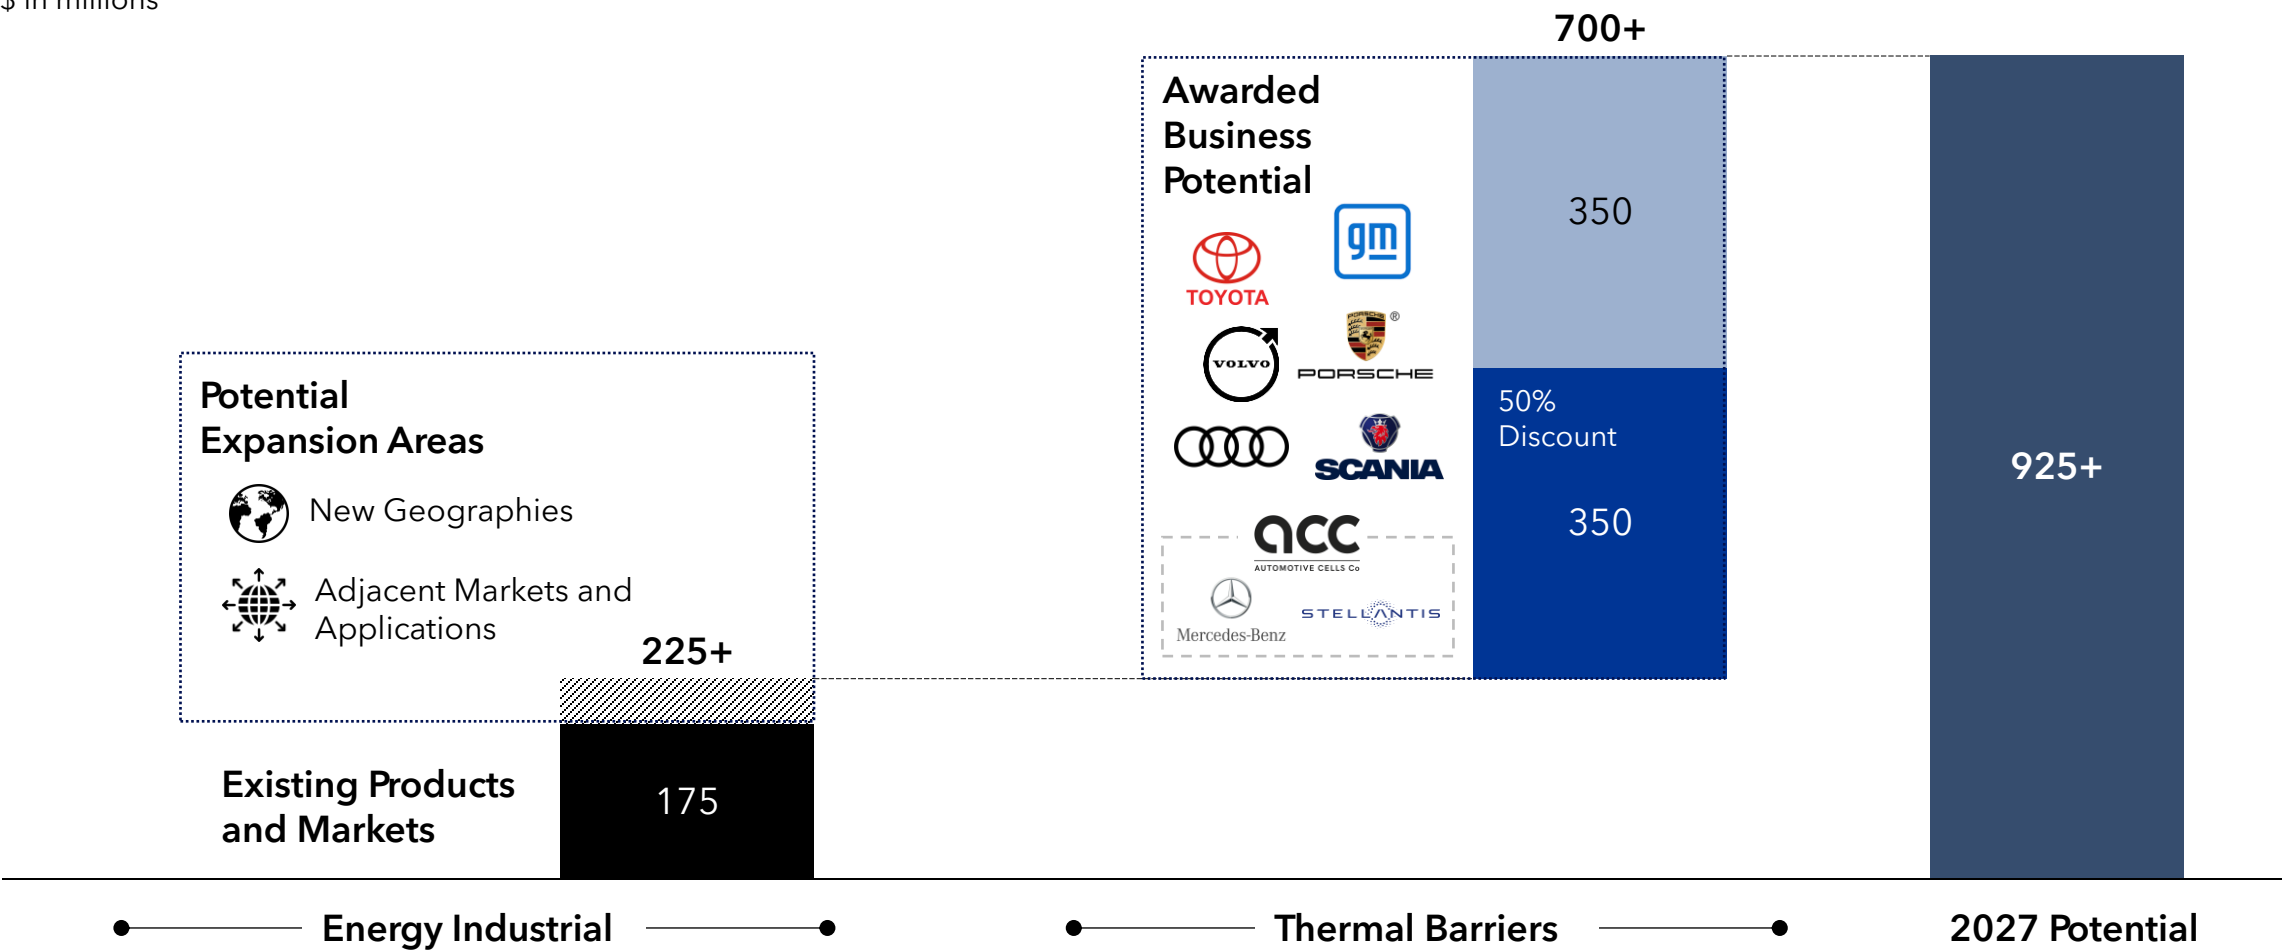 $ in millions
700+
Awarded
Business
Potential
350
gm
TOYOTA
PORSCHE
®
VOLVO
PORSCHE
Potential
Expansion Areas
50%
Discount
SCANIA
925+
New Geographies
350
acc
AUTOMOTIVE CELLS Co
Adjacent Markets and
Applications
STELLANTIS
Mercedes-Benz
225+
Existing Products
and Markets
175
Energy Industrial
Thermal Barriers
2027 Potential